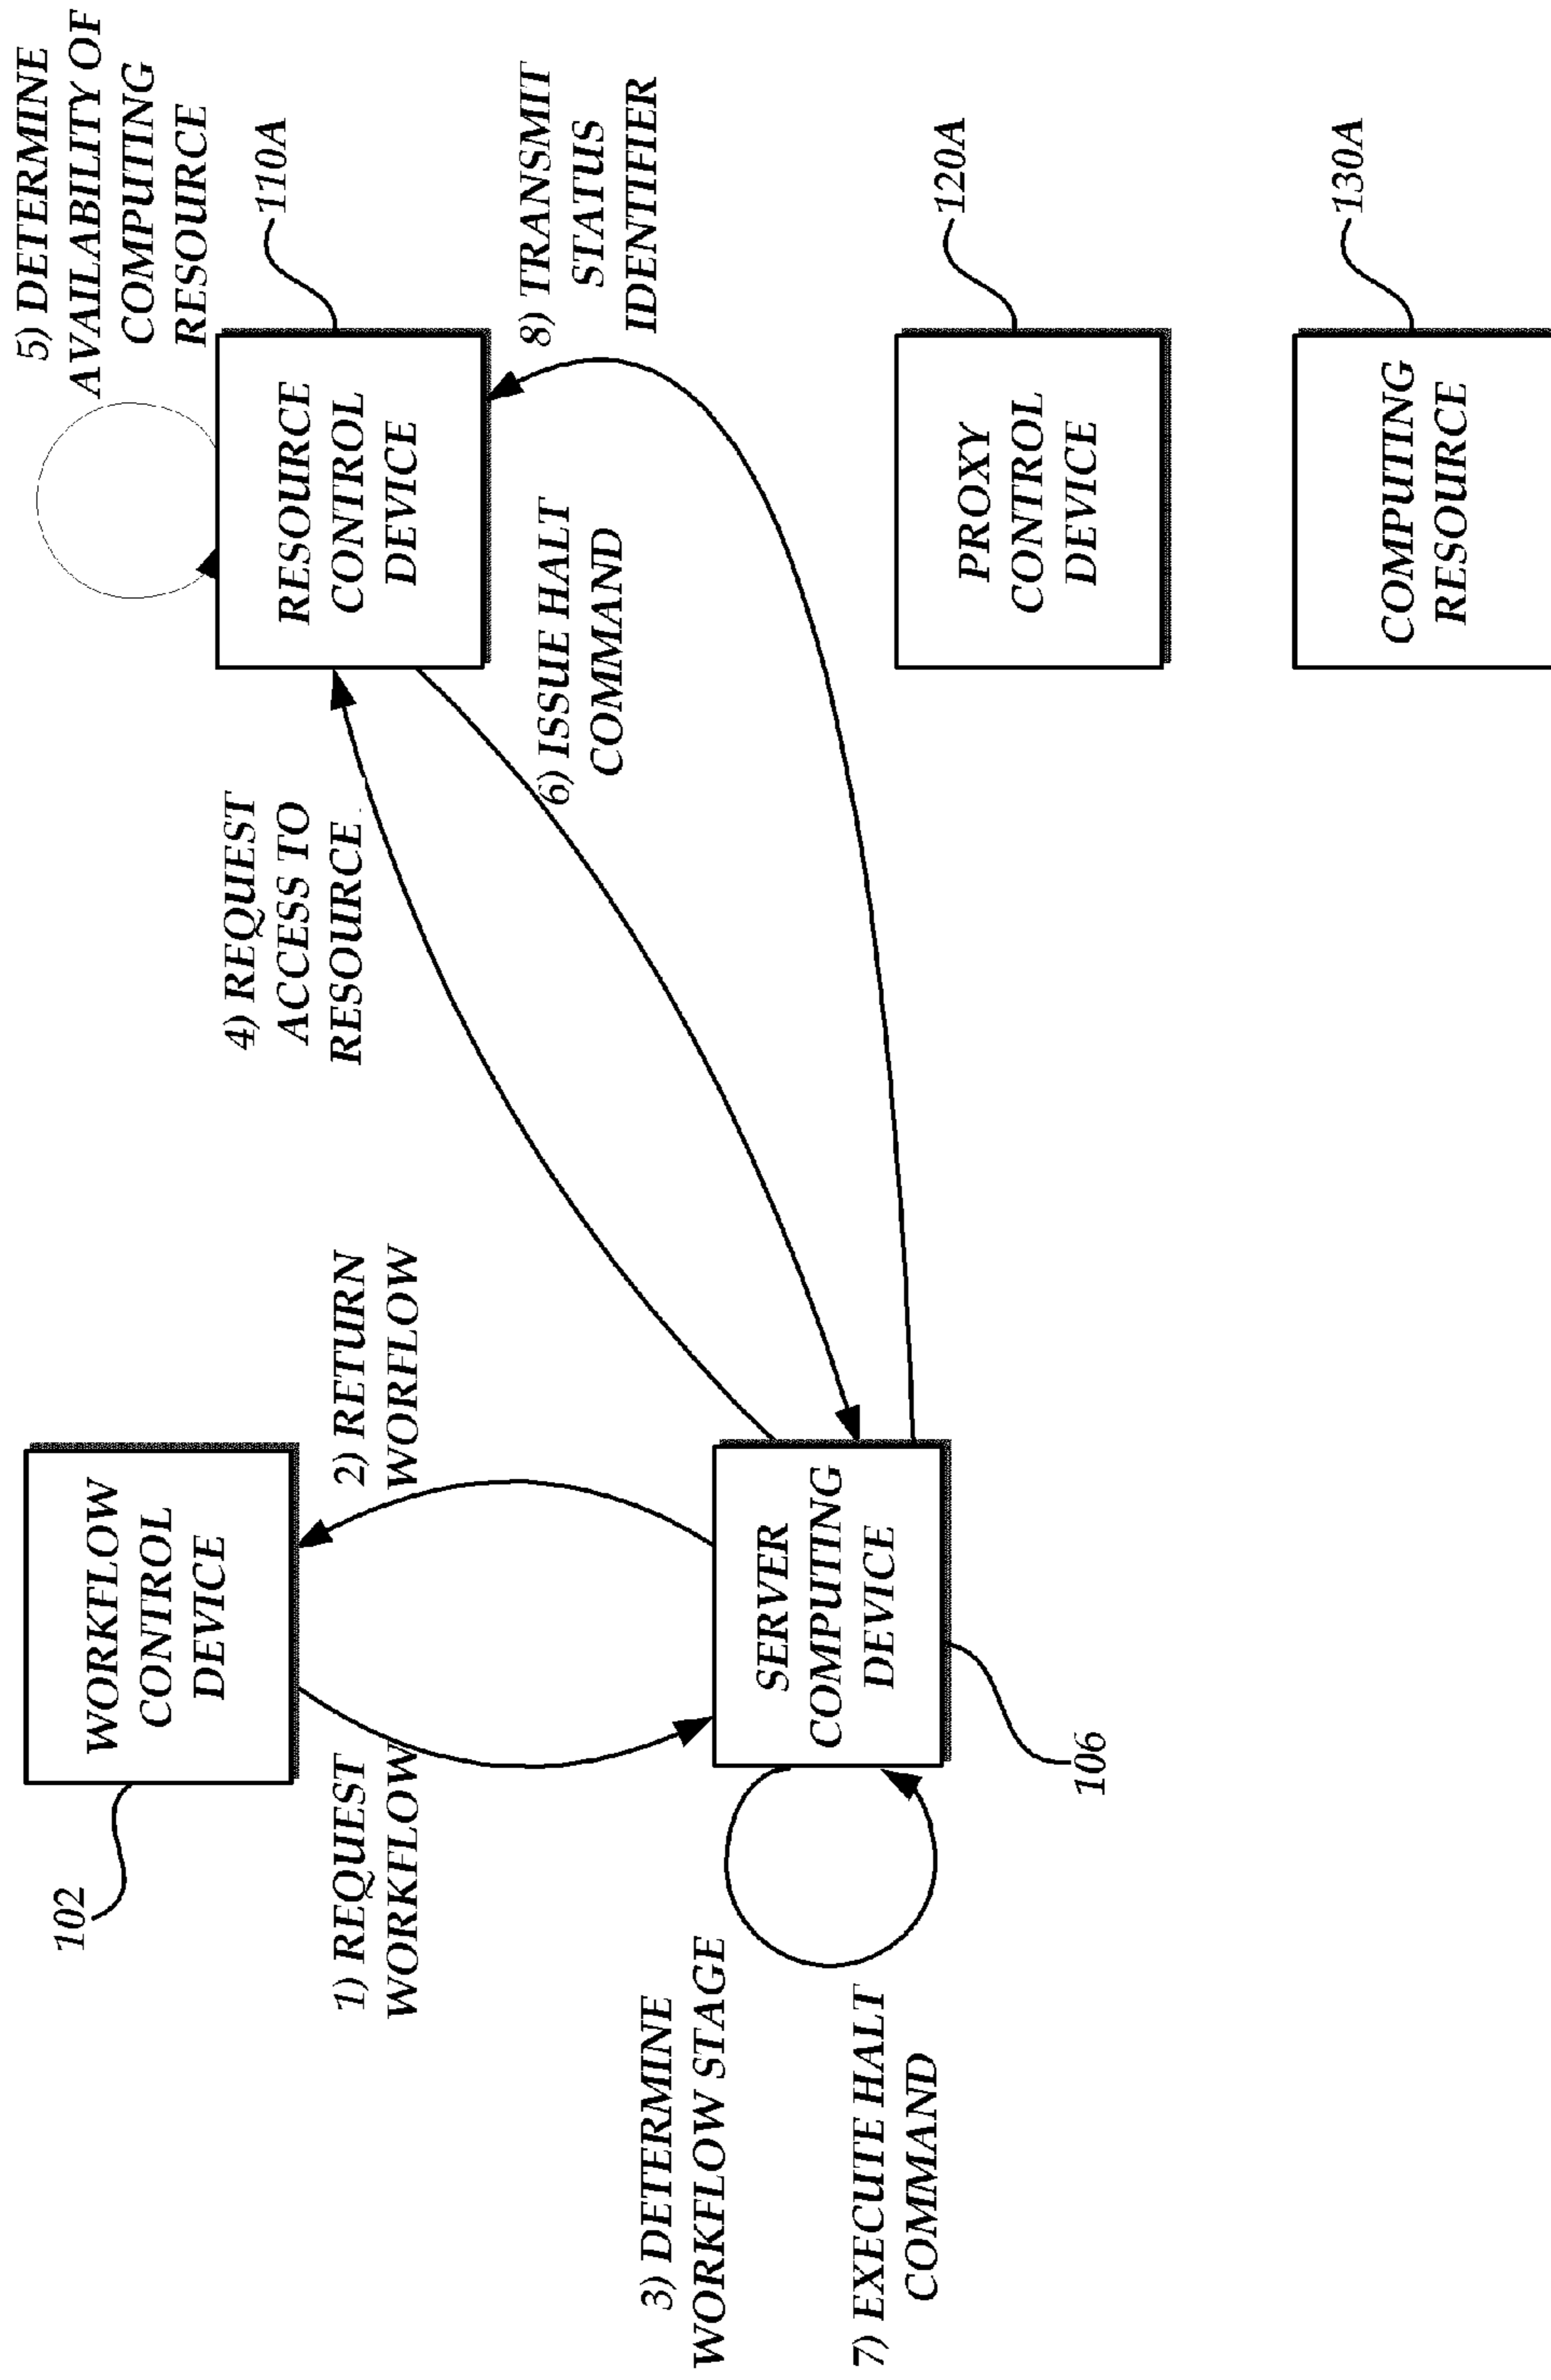 102
WORKFLOW
CONTROL
DEVICE
1) REQUEST
WORKFLOW
2) RETURN
WORKFLOW
3) DETERMINE
WORKFLOW STAGE
7) EXECUTE HALT
COMMAND
SERVER
COMPUTING
DEVICE
106
4) REQUEST
ACCESS TO
RESOURCE
5) DETERMINE
AVAILABILITY OF
COMPUTING
RESOURCE
RESOURCE
CONTROL
DEVICE
110A
6) ISSUE HALT
COMMAND
8) TRANSMIT
STATUS
IDENTIFIER
PROXY
CONTROL
DEVICE
120A
COMPUTING
RESOURCE
130A